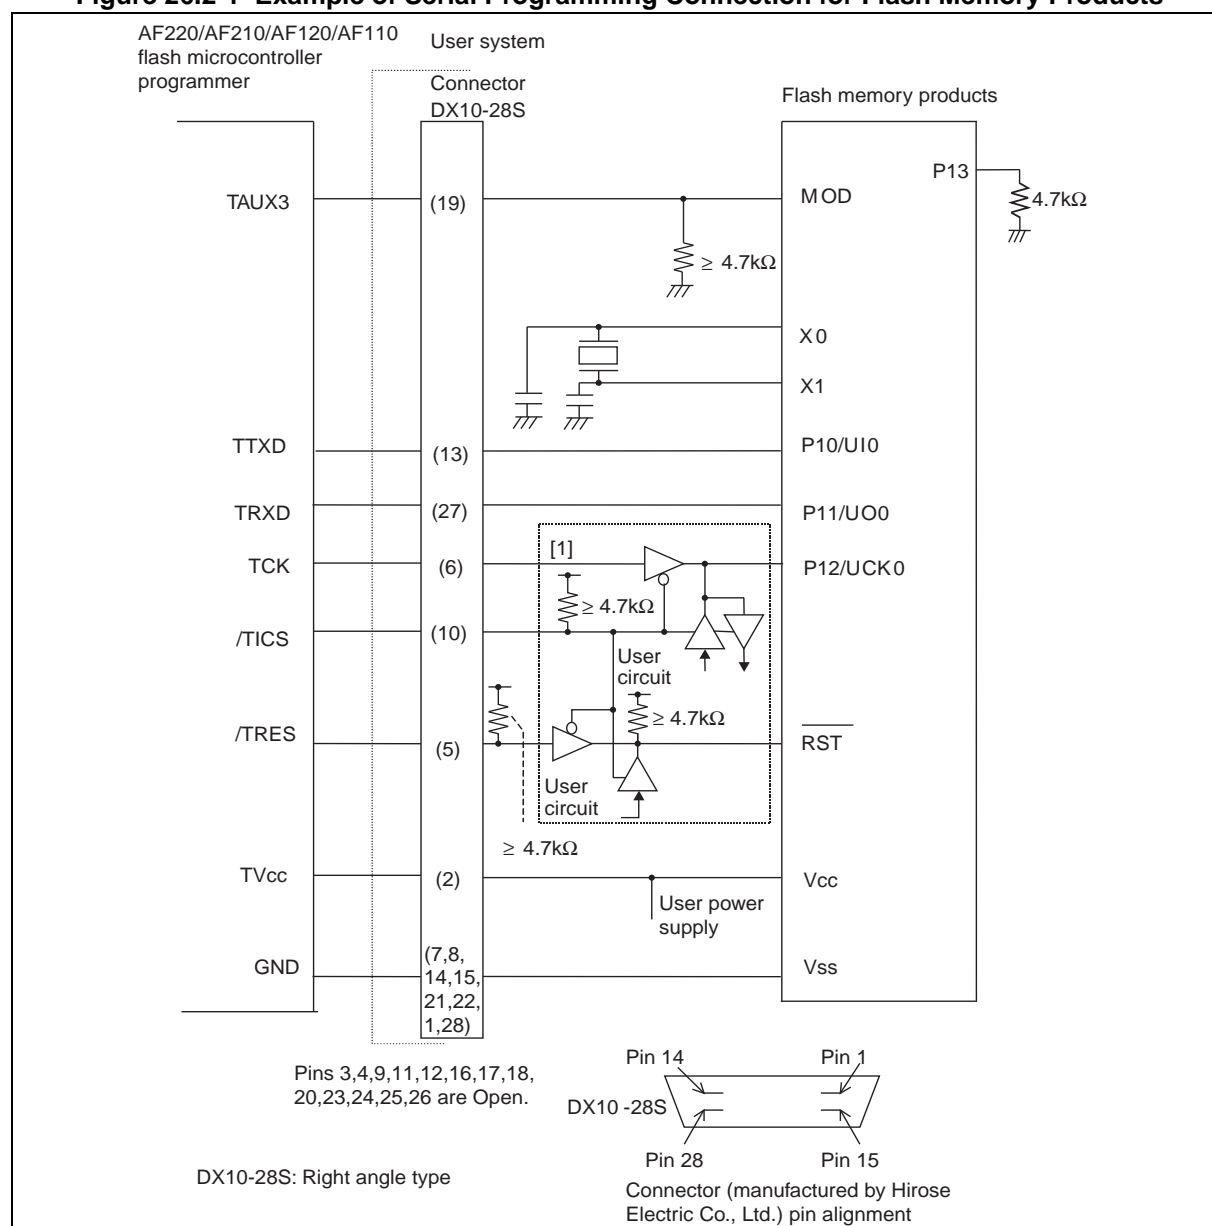 Figure 20.2-1  Example of Serial Programming Connection for Flash Memory Products
AF220/AF210/AF120/AF110
flash microcontroller
programmer
User system
Connector
DX10-28S
Flash memory products
P13
4.7kΩ
TAUX3
(19)
MOD
≥ 4.7kΩ
X0
X1
TTXD
(13)
P10/UI0
TRXD
(27)
P11/UO0
[1]
TCK
(6)
P12/UCK0
≥ 4.7kΩ
/TICS
(10)
User
circuit
≥ 4.7kΩ
/TRES
(5)
RST
User
circuit
≥ 4.7kΩ
TVcc
(2)
Vcc
User power
supply
GND
(7,8,
14,15,
21,22,
1,28)
Vss
Pins 3,4,9,11,12,16,17,18,
20,23,24,25,26 are Open.
Pin 14
Pin 1
DX10 -28S
Pin 28
Pin 15
DX10-28S: Right angle type
Connector (manufactured by Hirose
Electric Co., Ltd.) pin alignment